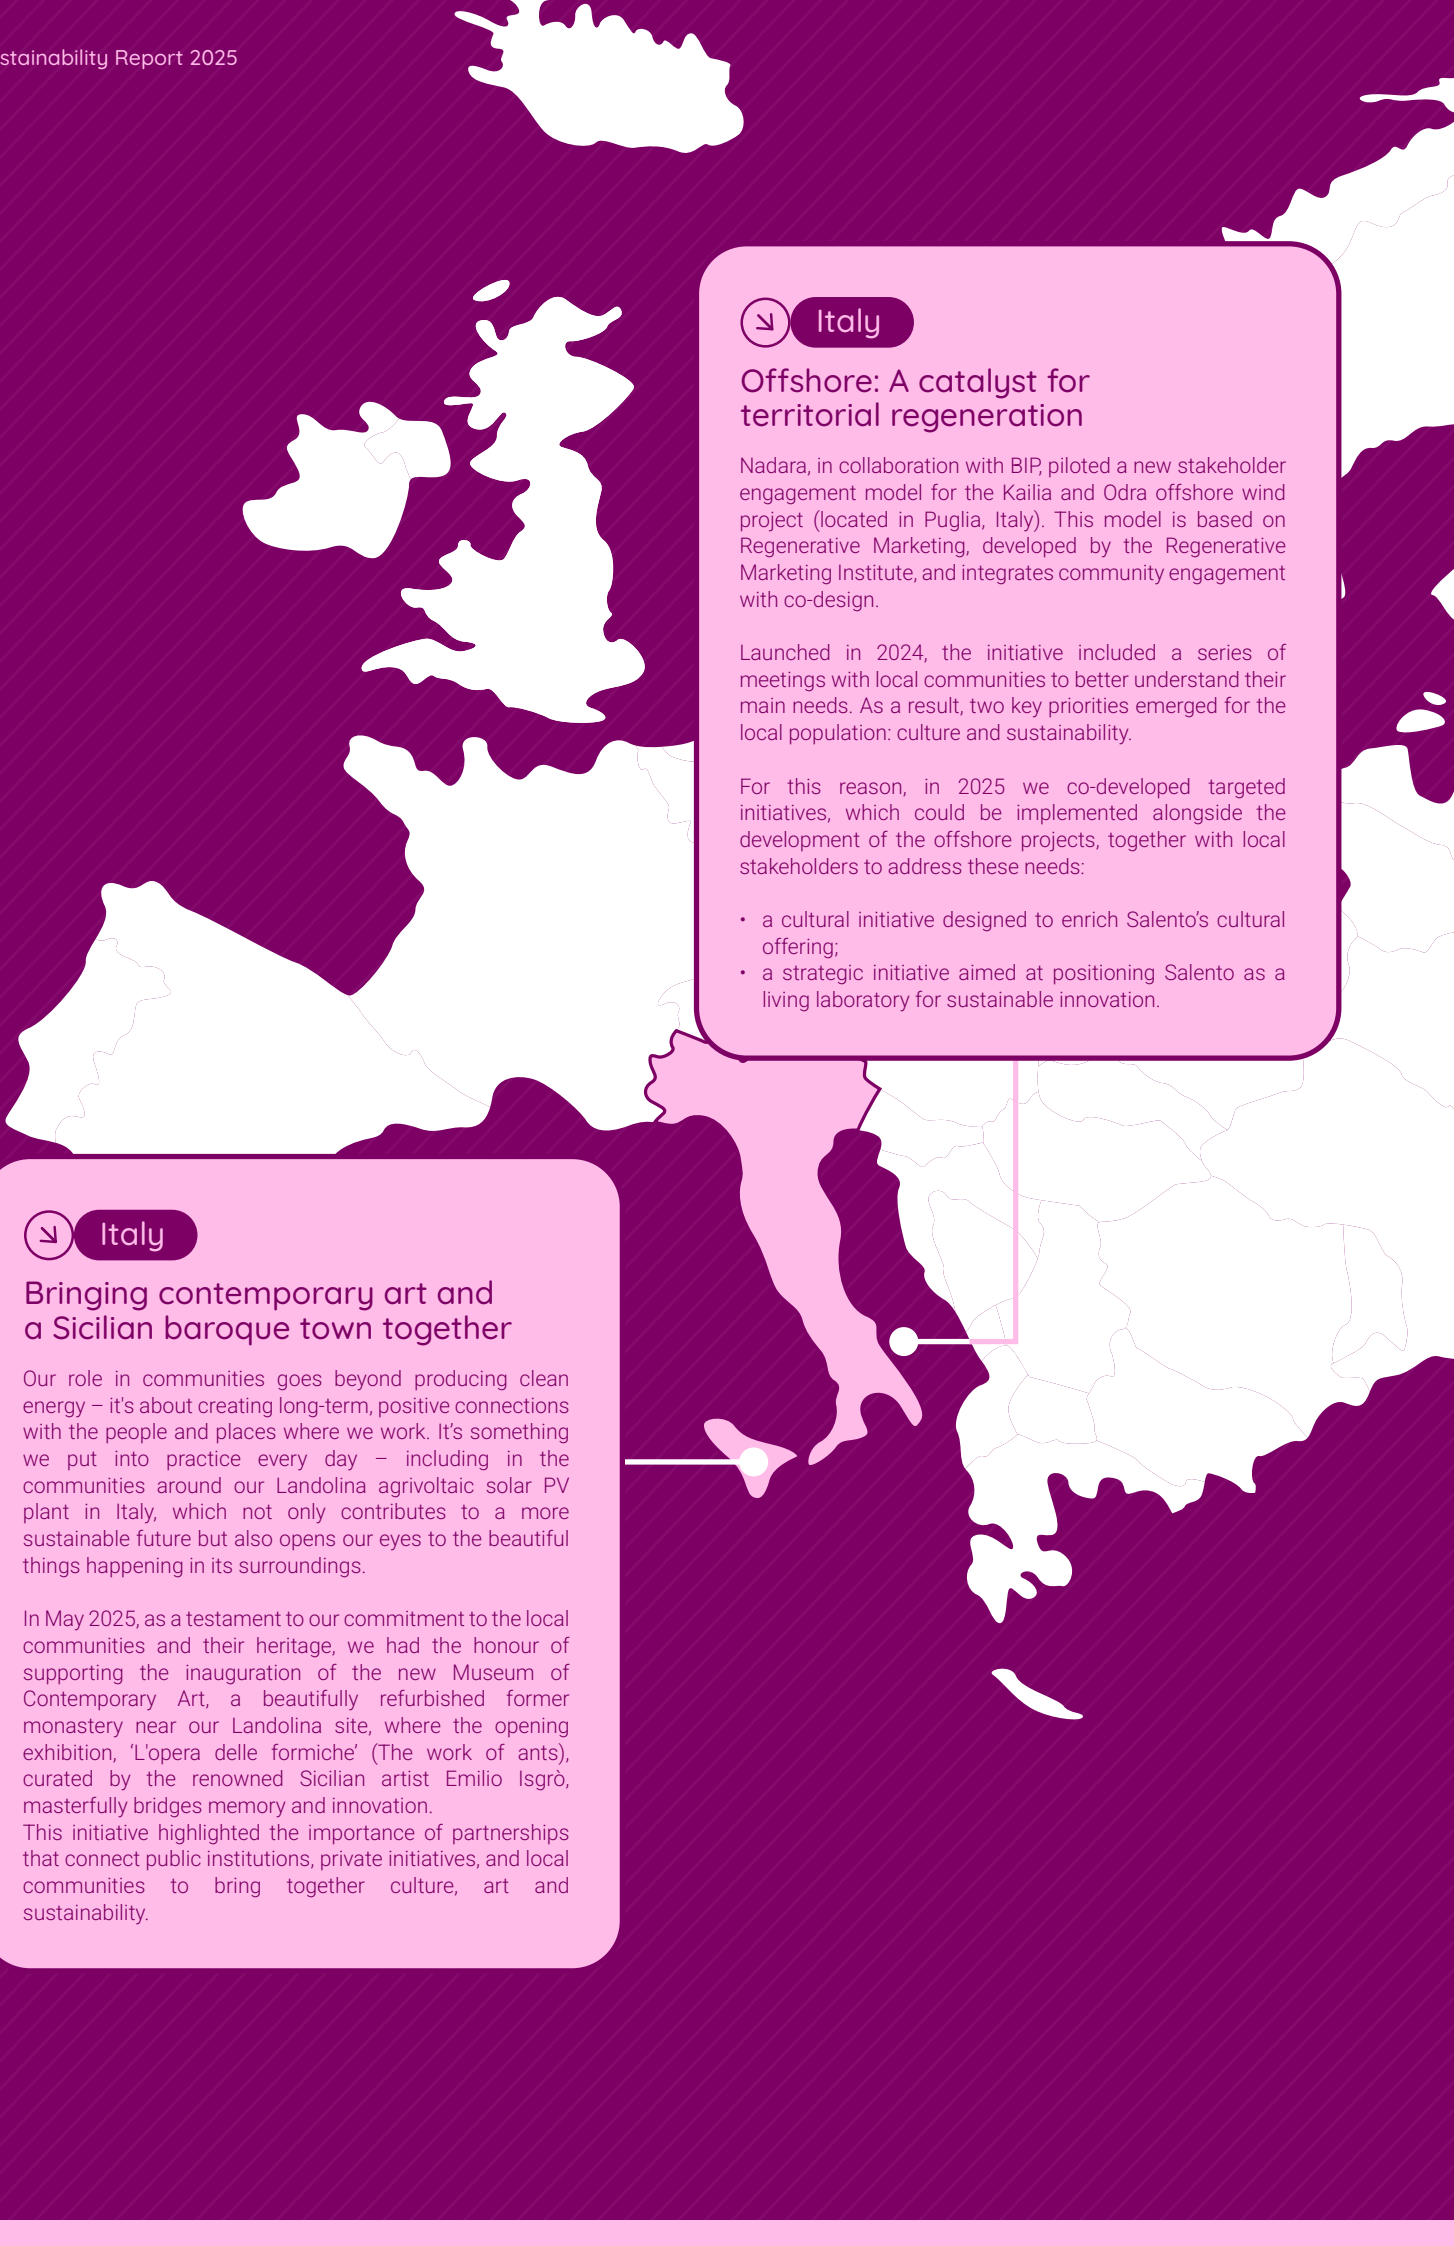 stainability Report 2025
Italy
Offshore: A catalyst for
territorial regeneration
Nadara, in collaboration with BIP, piloted a new stakeholder
engagement model for the Kailia and Odra offshore wind
project (located in Puglia, Italy). This model is based on
Regenerative Marketing, developed by the Regenerative
Marketing Institute, and integrates community engagement
with co-design.
Launched in 2024, the initiative included a series of
meetings with local communities to better understand their
main needs. As a result, two key priorities emerged for the
local population: culture and sustainability.
For this reason, in 2025 we co-developed targeted
initiatives, which could be implemented alongside the
development of the offshore projects, together with local
stakeholders to address these needs:
• a cultural initiative designed to enrich Salento’s cultural
offering;
• a strategic initiative aimed at positioning Salento as a
living laboratory for sustainable innovation.
Italy
Bringing contemporary art and
a Sicilian baroque town together
Our role in communities goes beyond producing clean
energy – it's about creating long-term, positive connections
with the people and places where we work. It’s something
we put into practice every day – including in the
communities around our Landolina agrivoltaic solar PV
plant in Italy, which not only contributes to a more
sustainable future but also opens our eyes to the beautiful
things happening in its surroundings.
In May 2025, as a testament to our commitment to the local
communities and their heritage, we had the honour of
supporting the inauguration of the new Museum of
Contemporary Art, a beautifully refurbished former
monastery near our Landolina site, where the opening
exhibition, ‘L'opera delle formiche’ (The work of ants),
curated by the renowned Sicilian artist Emilio Isgrò,
masterfully bridges memory and innovation.
This initiative highlighted the importance of partnerships
that connect public institutions, private initiatives, and local
communities to bring together culture, art and
sustainability.